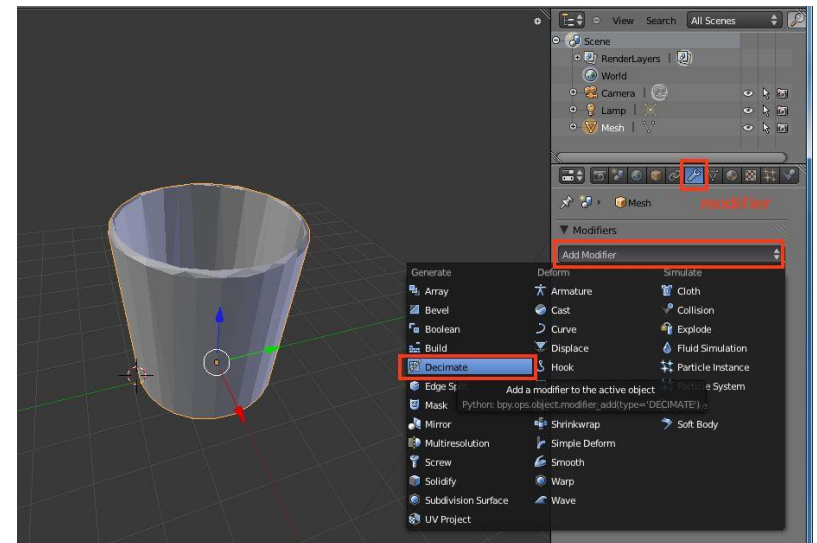 View Search All Scenes
Scene
RenderLayers
World
Camera
Lamp
Mesh
Mesh
modifier
Modifiers
Add Modifier
Generate
Array
Bevel
Boolean
Build
Decimate
Edge
Mask
Mirror
Multiresolution
Screw
Solidify
Subdivision Surface
UV Project
Deform
Armature
Cast
Curve
Displace
Hook
Add a modifier to the active object
Python: bpy.ops.object.modifier_add(type='DECIMATE')
Shrinkwrap
Simple Deform
Smooth
Warp
Wave
Simulate
Cloth
Collision
Explode
Fluid Simulation
Particle Instance
Particle System
Soft Body